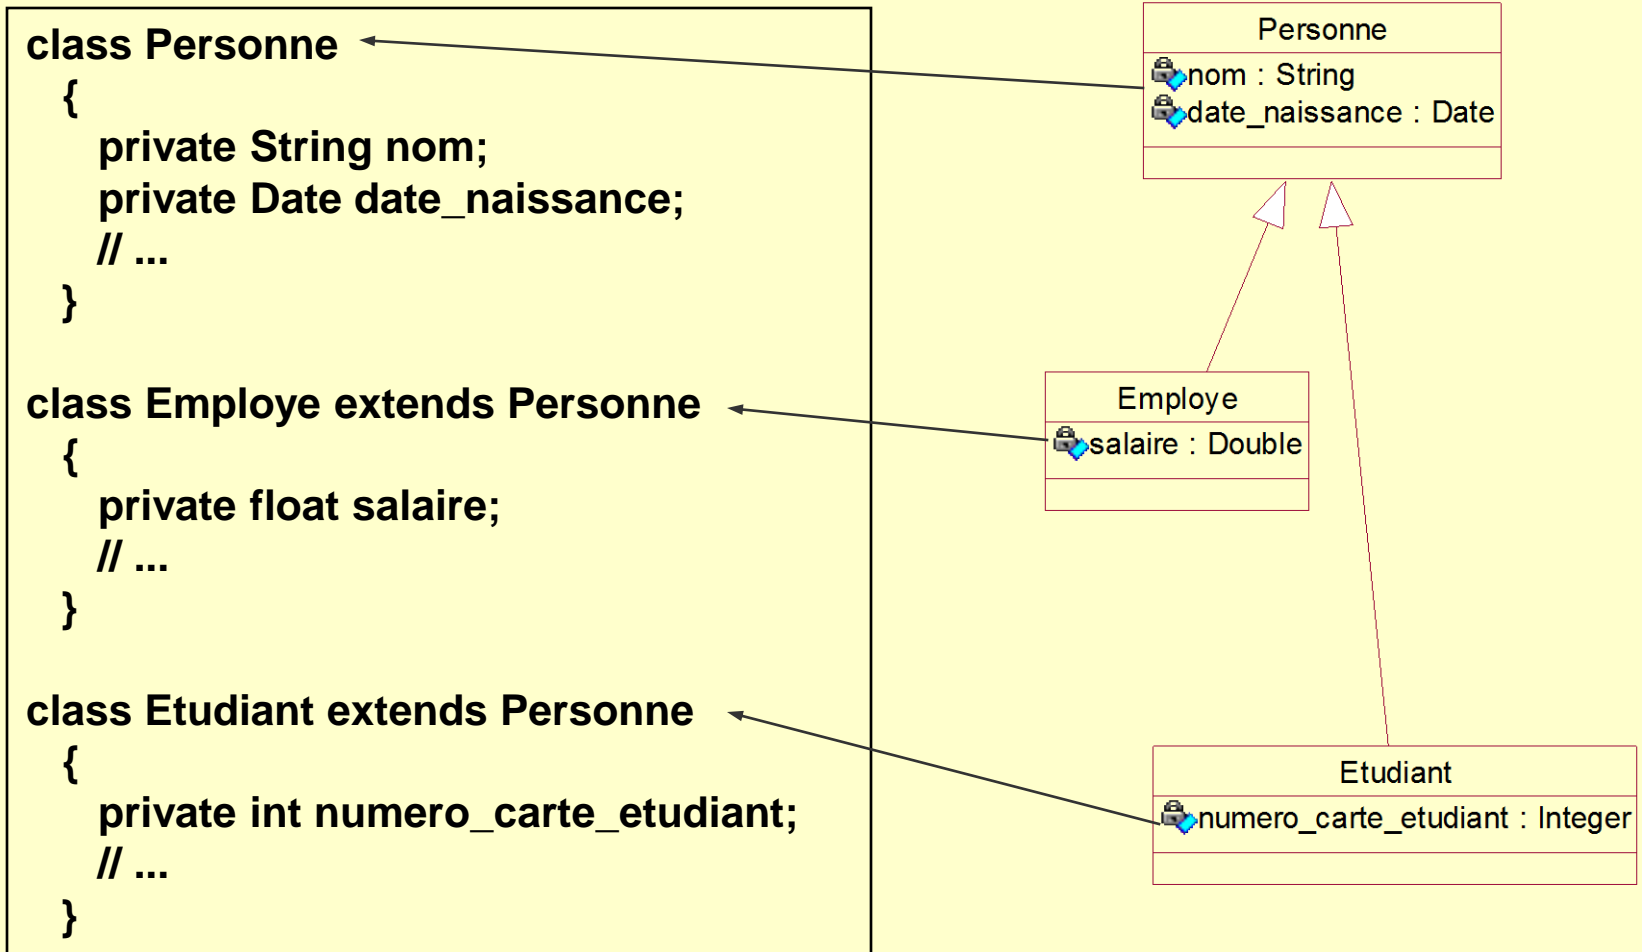 class Personne
{
private String nom;
private Date date_naissance;
// ...
}
class Employe extends Personne
{
private float salaire;
// ...
}
class Etudiant extends Personne
{
private int numero_carte_etudiant;
// ...
}
Personne
nom : String
date_naissance : Date
Employe
salaire : Double
Etudiant
numero_carte_etudiant : Integer